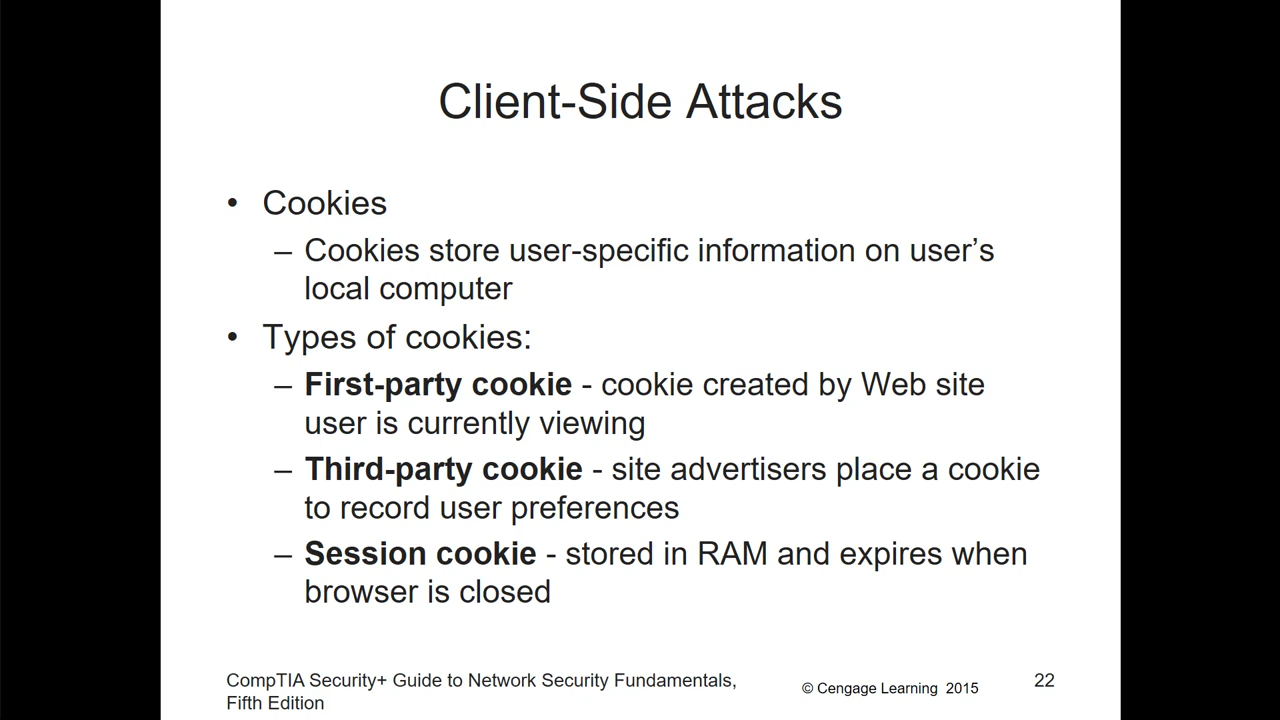 Client-Side Attacks
• Cookies
– Cookies store user-specific information on user’s
local computer
• Types of cookies:
– First-party cookie - cookie created by Web site
user is currently viewing
– Third-party cookie - site advertisers place a cookie
to record user preferences
– Session cookie - stored in RAM and expires when
browser is closed
CompTIA Security+ Guide to Network Security Fundamentals,
Fifth Edition
© Cengage Learning 2015
22